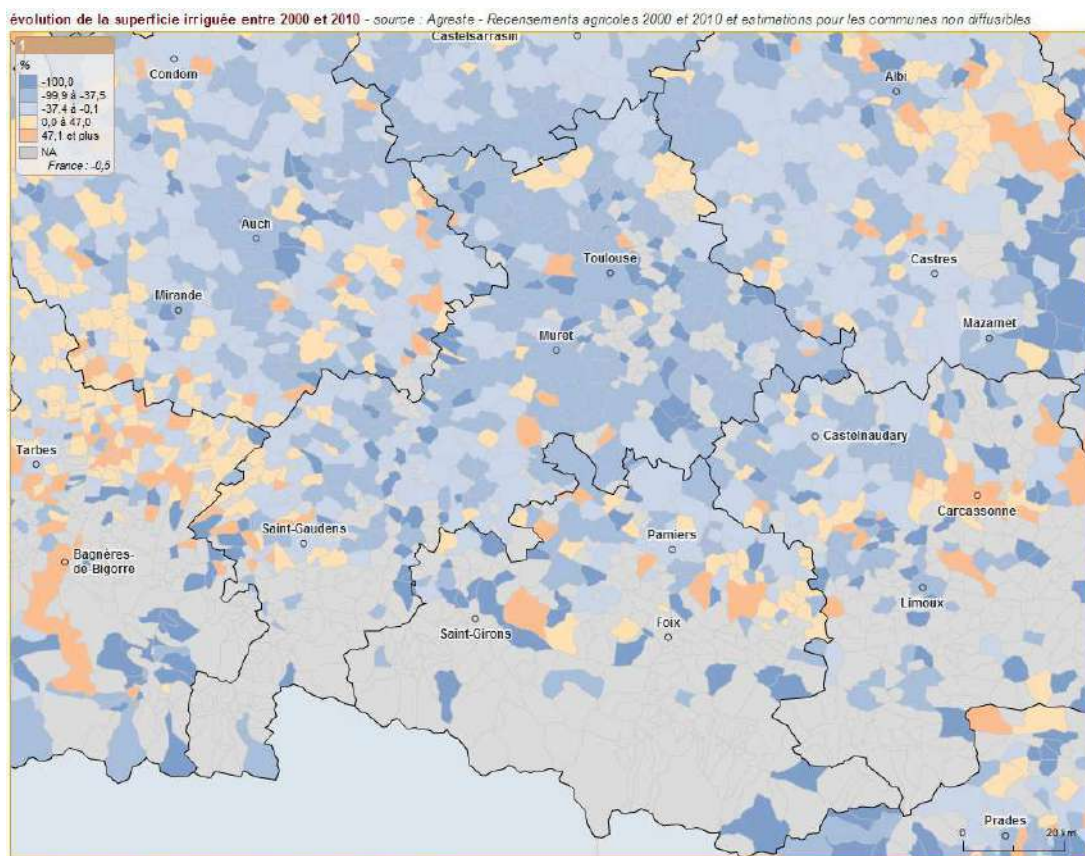 évolution de la superficie irriguée entre 2000 et 2010 - source : Agreste - Recensements agricoles 2000 et 2010 et estimations pour les communes non diffusibles
1
%
-100,0
-99,9 à -37,5
-37,4 à -0,1
0,0 à 47,0
47,1 et plus
NA
France : -0,5
Castelsarrasin
Condom
Albi
Auch
Toulouse
Castres
Mirande
Mazamet
Muret
Castelnaudary
Tarbes
Carcassonne
Saint-Gaudens
Pamiers
Bagnères-
de-Bigorre
Limoux
Saint-Girons
Foix
Prades
0 20 km